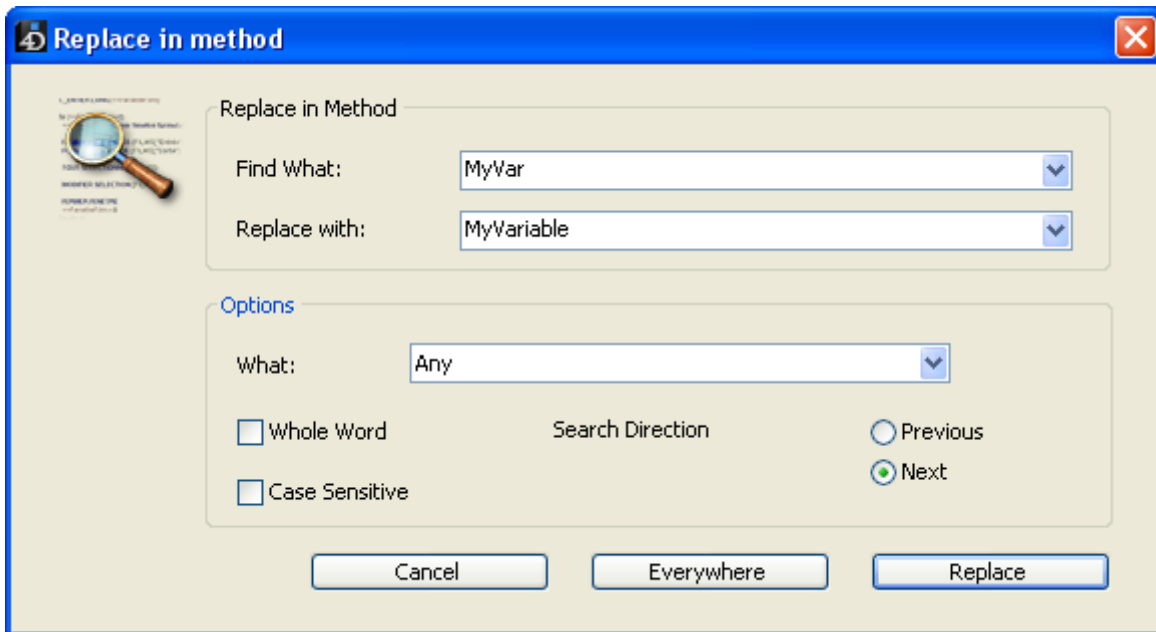 4D Replace in method
Replace in Method
Find What: MyVar
Replace with: MyVariable
Options
What: Any
Whole Word Search Direction Previous
Next
Case Sensitive
Cancel Everywhere Replace